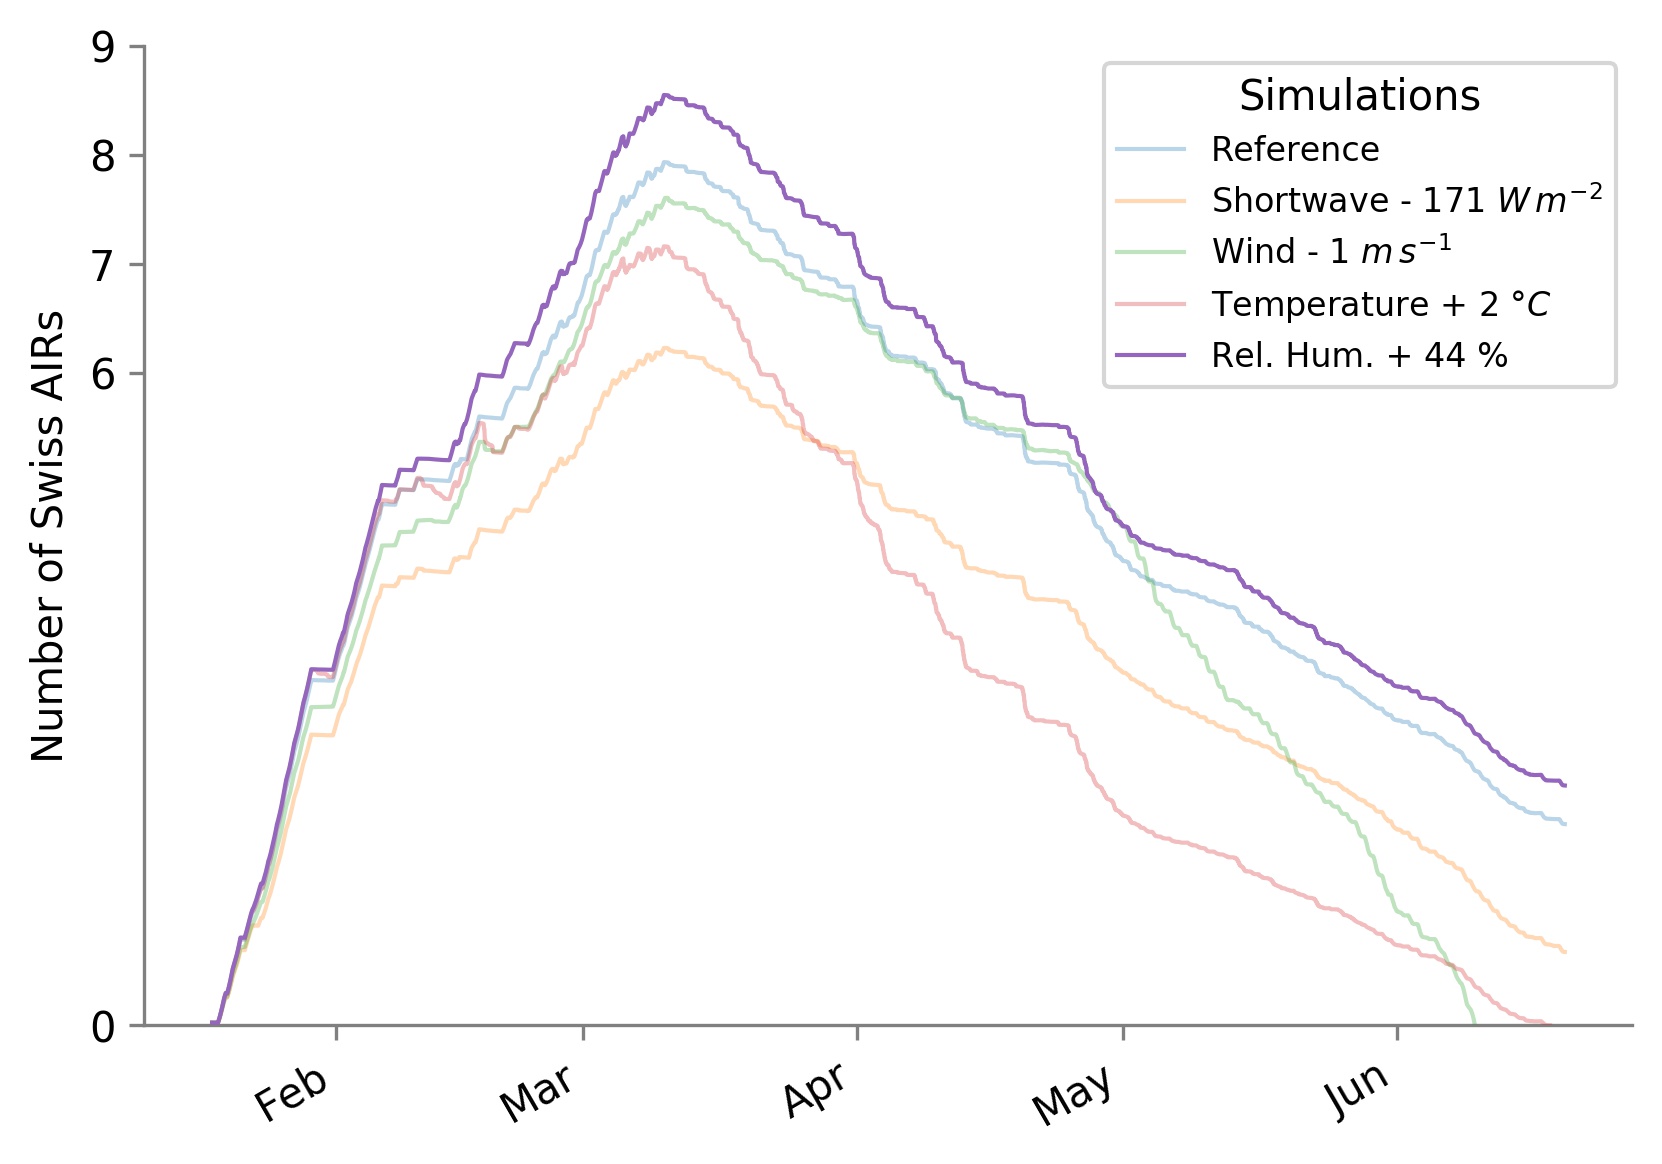 Number of Swiss AIRs
9
8
7
6
0
Feb
Mar
Apr
May
Jun
Simulations
Reference
Shortwave - 171 W m⁻²
Wind - 1 m s⁻¹
Temperature + 2 °C
Rel. Hum. + 44 %